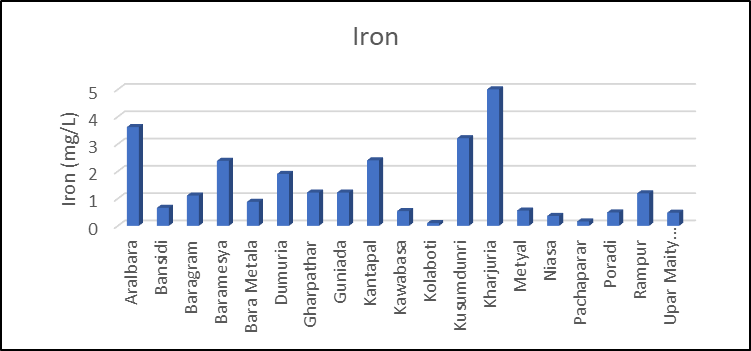 Iron
Iron (mg/L)
5
4
3
2
1
0
Aralbara
Bansidi
Baragram
Baramesya
Bara Metala
Dumuria
Gharpathar
Guniada
Kantapal
Kawabasa
Kolaboti
Kusumdunri
Kharjuria
Metyal
Niasa
Pachaparar
Poradi
Rampur
Upar Maity...